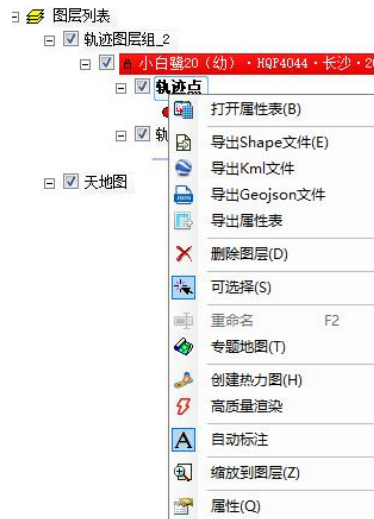 图层列表
轨迹图层组_2
小白鹭20（幼）·HQP4044·长沙·20
轨迹点
打开属性表(B)
轨
导出Shape文件(E)
导出Kml文件
天地图
导出Geojson文件
导出属性表
删除图层(D)
可选择(S)
重命名 F2
专题地图(T)
创建热力图(H)
高质量渲染
A 自动标注
缩放到图层(Z)
属性(Q)